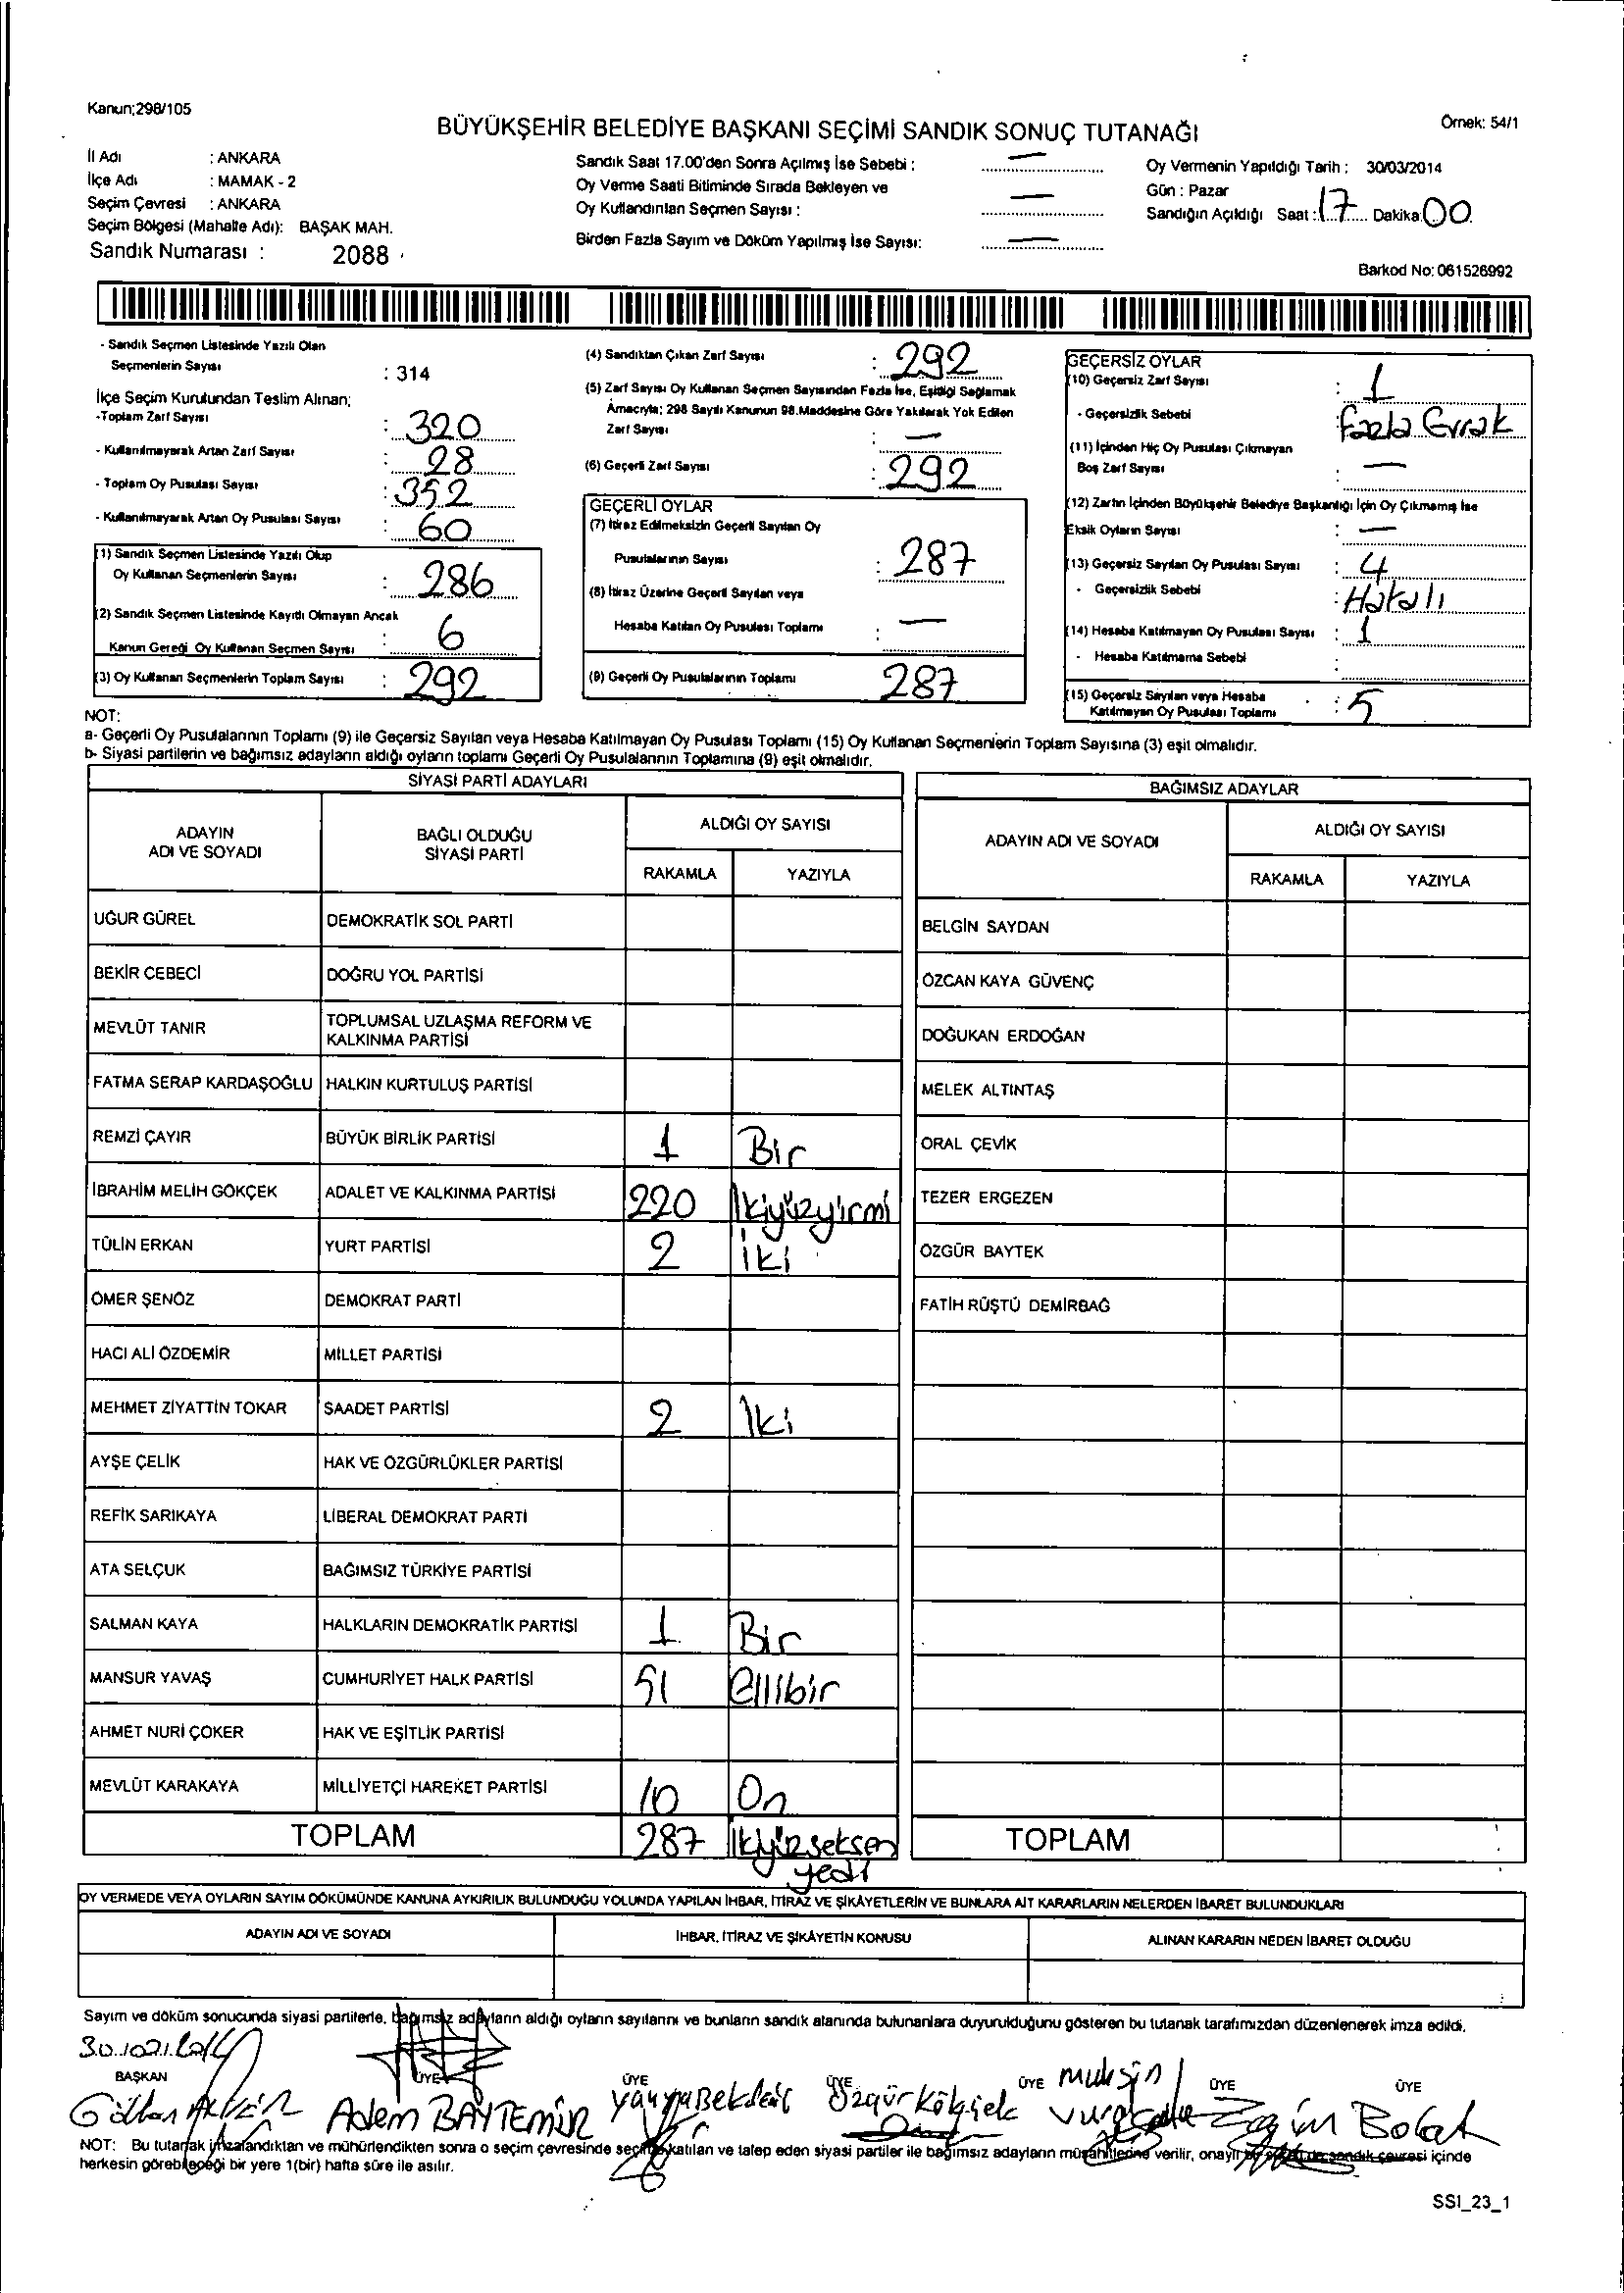 Kanun;298/105
Örnek: 54/1
BÜYÜKŞEHİR BELEDİYE BAŞKANI SEÇİMİ SANDIK SONUÇ TUTANAĞI
İl Adı : ANKARA
İlçe Adı : MAMAK - 2
Seçim Çevresi : ANKARA
Seçim Bölgesi (Mahalle Adı): BAŞAK MAH.
Sandık Numarası : 2088
Sandık Saat 17.00'den Sonra Açılmış İse Sebebi : —
Oy Verme Saati Bitiminde Sırada Bekleyen ve
Oy Kullandırılan Seçmen Sayısı : —
Birden Fazla Sayım ve Döküm Yapılmış İse Sayısı: —
Oy Vermenin Yapıldığı Tarih : 30/03/2014
Gün : Pazar
Sandığın Açıldığı Saat : 17 Dakika: 00
Barkod No: 061526992
- Sandık Seçmen Listesinde Yazılı Olan
Seçmenlerin Sayısı : 314
İlçe Seçim Kurulundan Teslim Alınan;
-Toplam Zarf Sayısı : 320
- Kullanılmayarak Artan Zarf Sayısı : 28
- Toplam Oy Pusulası Sayısı : 352
- Kullanılmayarak Artan Oy Pusulası Sayısı : 60
(1) Sandık Seçmen Listesinde Yazılı Olup
Oy Kullanan Seçmenlerin Sayısı : 286
(2) Sandık Seçmen Listesinde Kayıtlı Olmayan Ancak
Kanun Gereği Oy Kullanan Seçmen Sayısı : 6
(3) Oy Kullanan Seçmenlerin Toplam Sayısı : 292
(4) Sandıktan Çıkan Zarf Sayısı : 292
(5) Zarf Sayısı Oy Kullanan Seçmen Sayısından Fazla İse, Eşitliği Sağlamak
Amacıyla; 298 Sayılı Kanunun 98.Maddesine Göre Yakılarak Yok Edilen
Zarf Sayısı : —
(6) Geçerli Zarf Sayısı : 292
GEÇERLİ OYLAR
(7) İtiraz Edilmeksizin Geçerli Sayılan Oy
Pusulalarının Sayısı : 287
(8) İtiraz Üzerine Geçerli Sayılan veya
Hesaba Katılan Oy Pusulası Toplamı : —
(9) Geçerli Oy Pusulalarının Toplamı 287
GEÇERSİZ OYLAR
(10) Geçersiz Zarf Sayısı : 1
- Geçersizlik Sebebi : Fazla Evrak
(11) İçinden Hiç Oy Pusulası Çıkmayan
Boş Zarf Sayısı : —
(12) Zarfın İçinden Büyükşehir Belediye Başkanlığı İçin Oy Çıkmamış İse
Eksik Oyların Sayısı : —
(13) Geçersiz Sayılan Oy Pusulası Sayısı : 4
- Geçersizlik Sebebi : Hatalı
(14) Hesaba Katılmayan Oy Pusulası Sayısı : 1
- Hesaba Katılmama Sebebi :
(15) Geçersiz Sayılan veya Hesaba
Katılmayan Oy Pusulası Toplamı : 5
NOT:
a- Geçerli Oy Pusulalarının Toplamı (9) ile Geçersiz Sayılan veya Hesaba Katılmayan Oy Pusulası Toplamı (15) Oy Kullanan Seçmenlerin Toplam Sayısına (3) eşit olmalıdır.
b- Siyasi partilerin ve bağımsız adayların aldığı oyların toplamı Geçerli Oy Pusulalarının Toplamına (9) eşit olmalıdır.
SİYASİ PARTİ ADAYLARI
ADAYIN ADI VE SOYADI BAĞLI OLDUĞU SİYASİ PARTİ ALDIĞI OY SAYISI
RAKAMLA YAZIYLA
UĞUR GÜREL DEMOKRATİK SOL PARTİ
BEKİR CEBECİ DOĞRU YOL PARTİSİ
MEVLÜT TANIR TOPLUMSAL UZLAŞMA REFORM VE KALKINMA PARTİSİ
FATMA SERAP KARDAŞOĞLU HALKIN KURTULUŞ PARTİSİ
REMZİ ÇAYIR BÜYÜK BİRLİK PARTİSİ 1 Bir
İBRAHİM MELİH GÖKÇEK ADALET VE KALKINMA PARTİSİ 220 İkiyüzyirmi
TÜLİN ERKAN YURT PARTİSİ 2 İki
ÖMER ŞENÖZ DEMOKRAT PARTİ
HACI ALİ ÖZDEMİR MİLLET PARTİSİ
MEHMET ZİYATTİN TOKAR SAADET PARTİSİ 2 İki
AYŞE ÇELİK HAK VE ÖZGÜRLÜKLER PARTİSİ
REFİK SARIKAYA LİBERAL DEMOKRAT PARTİ
ATA SELÇUK BAĞIMSIZ TÜRKİYE PARTİSİ
SALMAN KAYA HALKLARIN DEMOKRATİK PARTİSİ 1 Bir
MANSUR YAVAŞ CUMHURİYET HALK PARTİSİ 51 Ellibir
AHMET NURİ ÇÖKER HAK VE EŞİTLİK PARTİSİ
MEVLÜT KARAKAYA MİLLİYETÇİ HAREKET PARTİSİ 10 On
TOPLAM 287 İkiyüzseksen
yedi
BAĞIMSIZ ADAYLAR
ADAYIN ADI VE SOYADI ALDIĞI OY SAYISI
RAKAMLA YAZIYLA
BELGİN SAYDAN
ÖZCAN KAYA GÜVENÇ
DOĞUKAN ERDOĞAN
MELEK ALTINTAŞ
ORAL ÇEVİK
TEZER ERGEZEN
ÖZGÜR BAYTEK
FATİH RÜŞTÜ DEMİRBAĞ
TOPLAM
OY VERMEDE VEYA OYLARIN SAYIM DÖKÜMÜNDE KANUNA AYKIRILIK BULUNDUĞU YOLUNDA YAPILAN İHBAR, İTİRAZ VE ŞİKÂYETLERİN VE BUNLARA AİT KARARLARIN NELERDEN İBARET BULUNDUKLARI
ADAYIN ADI VE SOYADI İHBAR, İTİRAZ VE ŞİKÂYETİN KONUSU ALINAN KARARIN NEDEN İBARET OLDUĞU
Sayım ve döküm sonucunda siyasi partilerle, bağımsız adayların aldığı oyların sayılarını ve bunların sandık alanında bulunanlara duyurulduğunu gösteren bu tutanak tarafımızdan düzenlenerek imza edildi.
BAŞKAN ÜYE ÜYE ÜYE ÜYE ÜYE ÜYE
Adem BAYTEMİR Özgür muhsin Bolat
NOT: Bu tutanak imzalandıktan ve mühürlendikten sonra o seçim çevresinde seçime katılan ve talep eden siyasi partiler ile bağımsız adayların müşahitlerine verilir, onaylı sandık çevresi içinde
herkesin görebileceği bir yere 1(bir) hafta süre ile asılır.
SSI_23_1